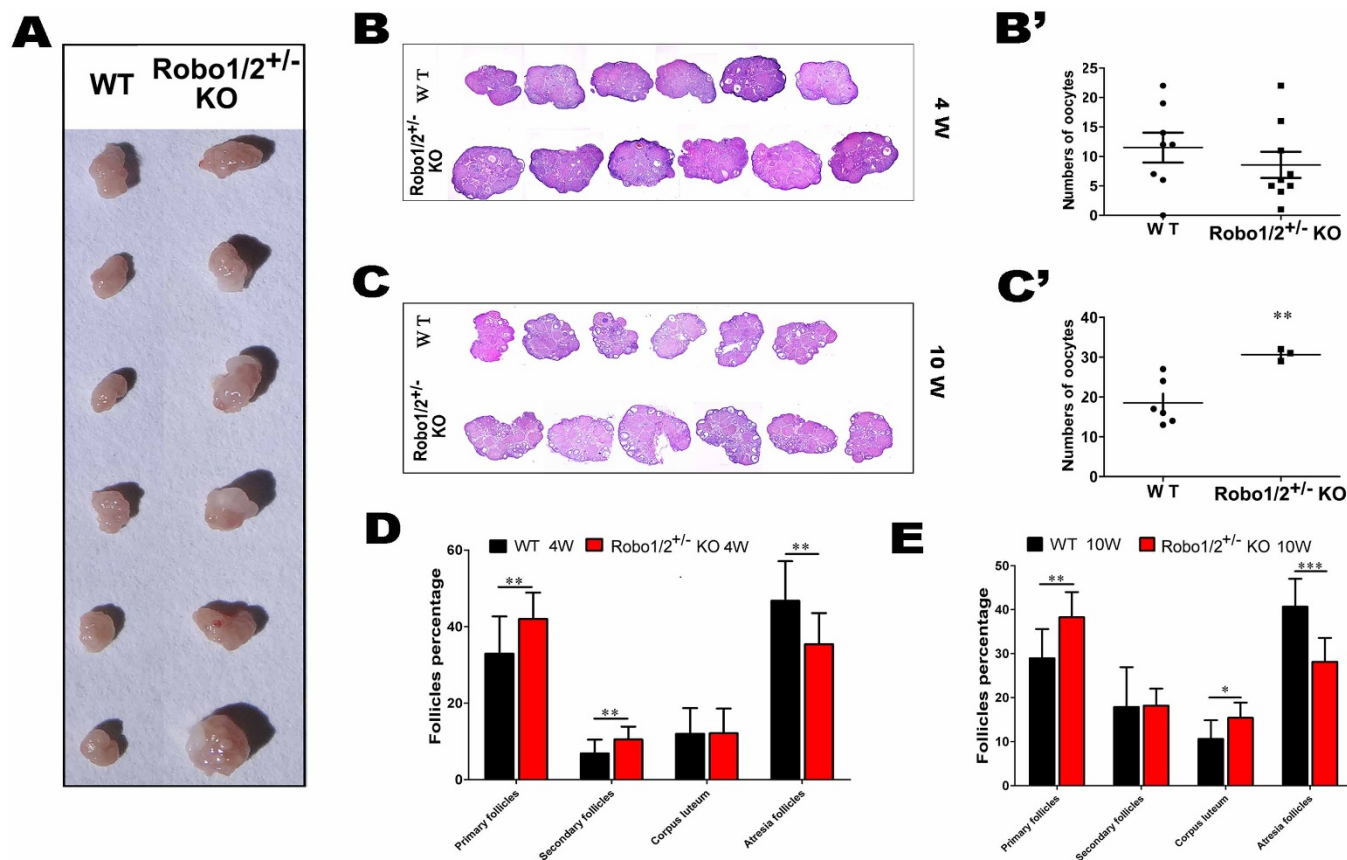 A
WT Robo1/2+/-
KO
B
WT
Robo1/2+/-
KO
4 W
B'
Numbers of oocytes
25
20
15
10
5
0
WT Robo1/2+/- KO
C
WT
Robo1/2+/-
KO
10 W
C'
Numbers of oocytes
40
30
20
10
0
**
WT Robo1/2+/- KO
D
WT 4W Robo1/2+/- KO 4W
Follicles percentage
60
40
20
0
**
**
**
Primary follicles
Secondary follicles
Corpus luteum
Atresia follicles
E
WT 10W Robo1/2+/- KO 10W
Follicles percentage
50
40
30
20
10
0
**
*
***
Primary follicles
Secondary follicles
Corpus luteum
Atresia follicles